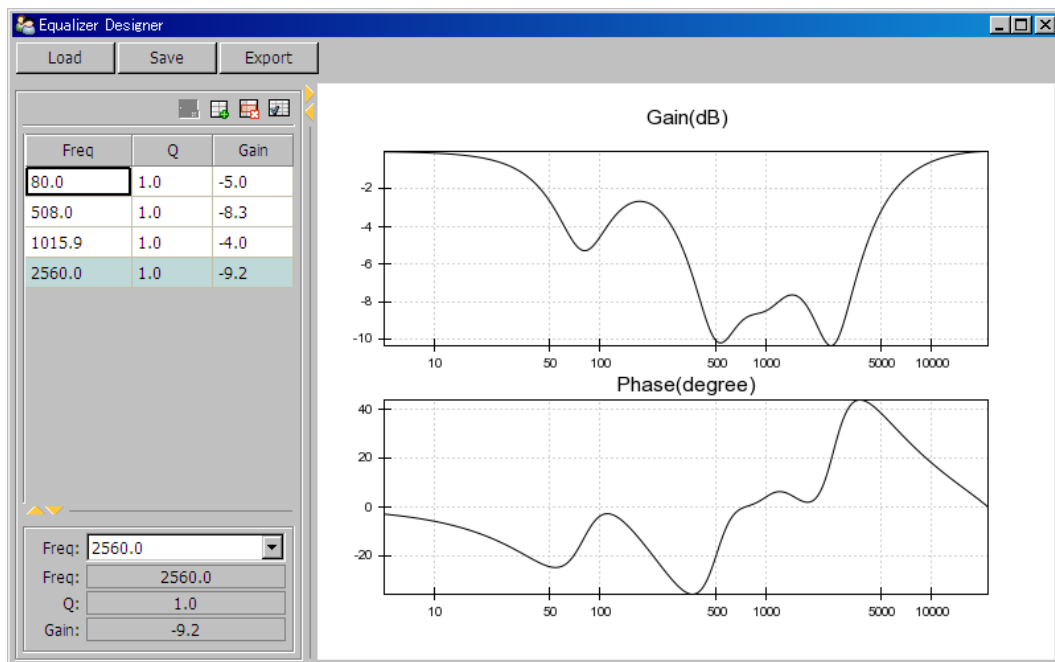 Equalizer Designer
Load Save Export
Freq Q Gain
80.0 1.0 -5.0
508.0 1.0 -8.3
1015.9 1.0 -4.0
2560.0 1.0 -9.2
Freq: 2560.0
Freq: 2560.0
Q: 1.0
Gain: -9.2
Gain(dB)
-2
-4
-6
-8
-10
10 50 100 500 1000 5000 10000
Phase(degree)
40
20
0
-20
10 50 100 500 1000 5000 10000